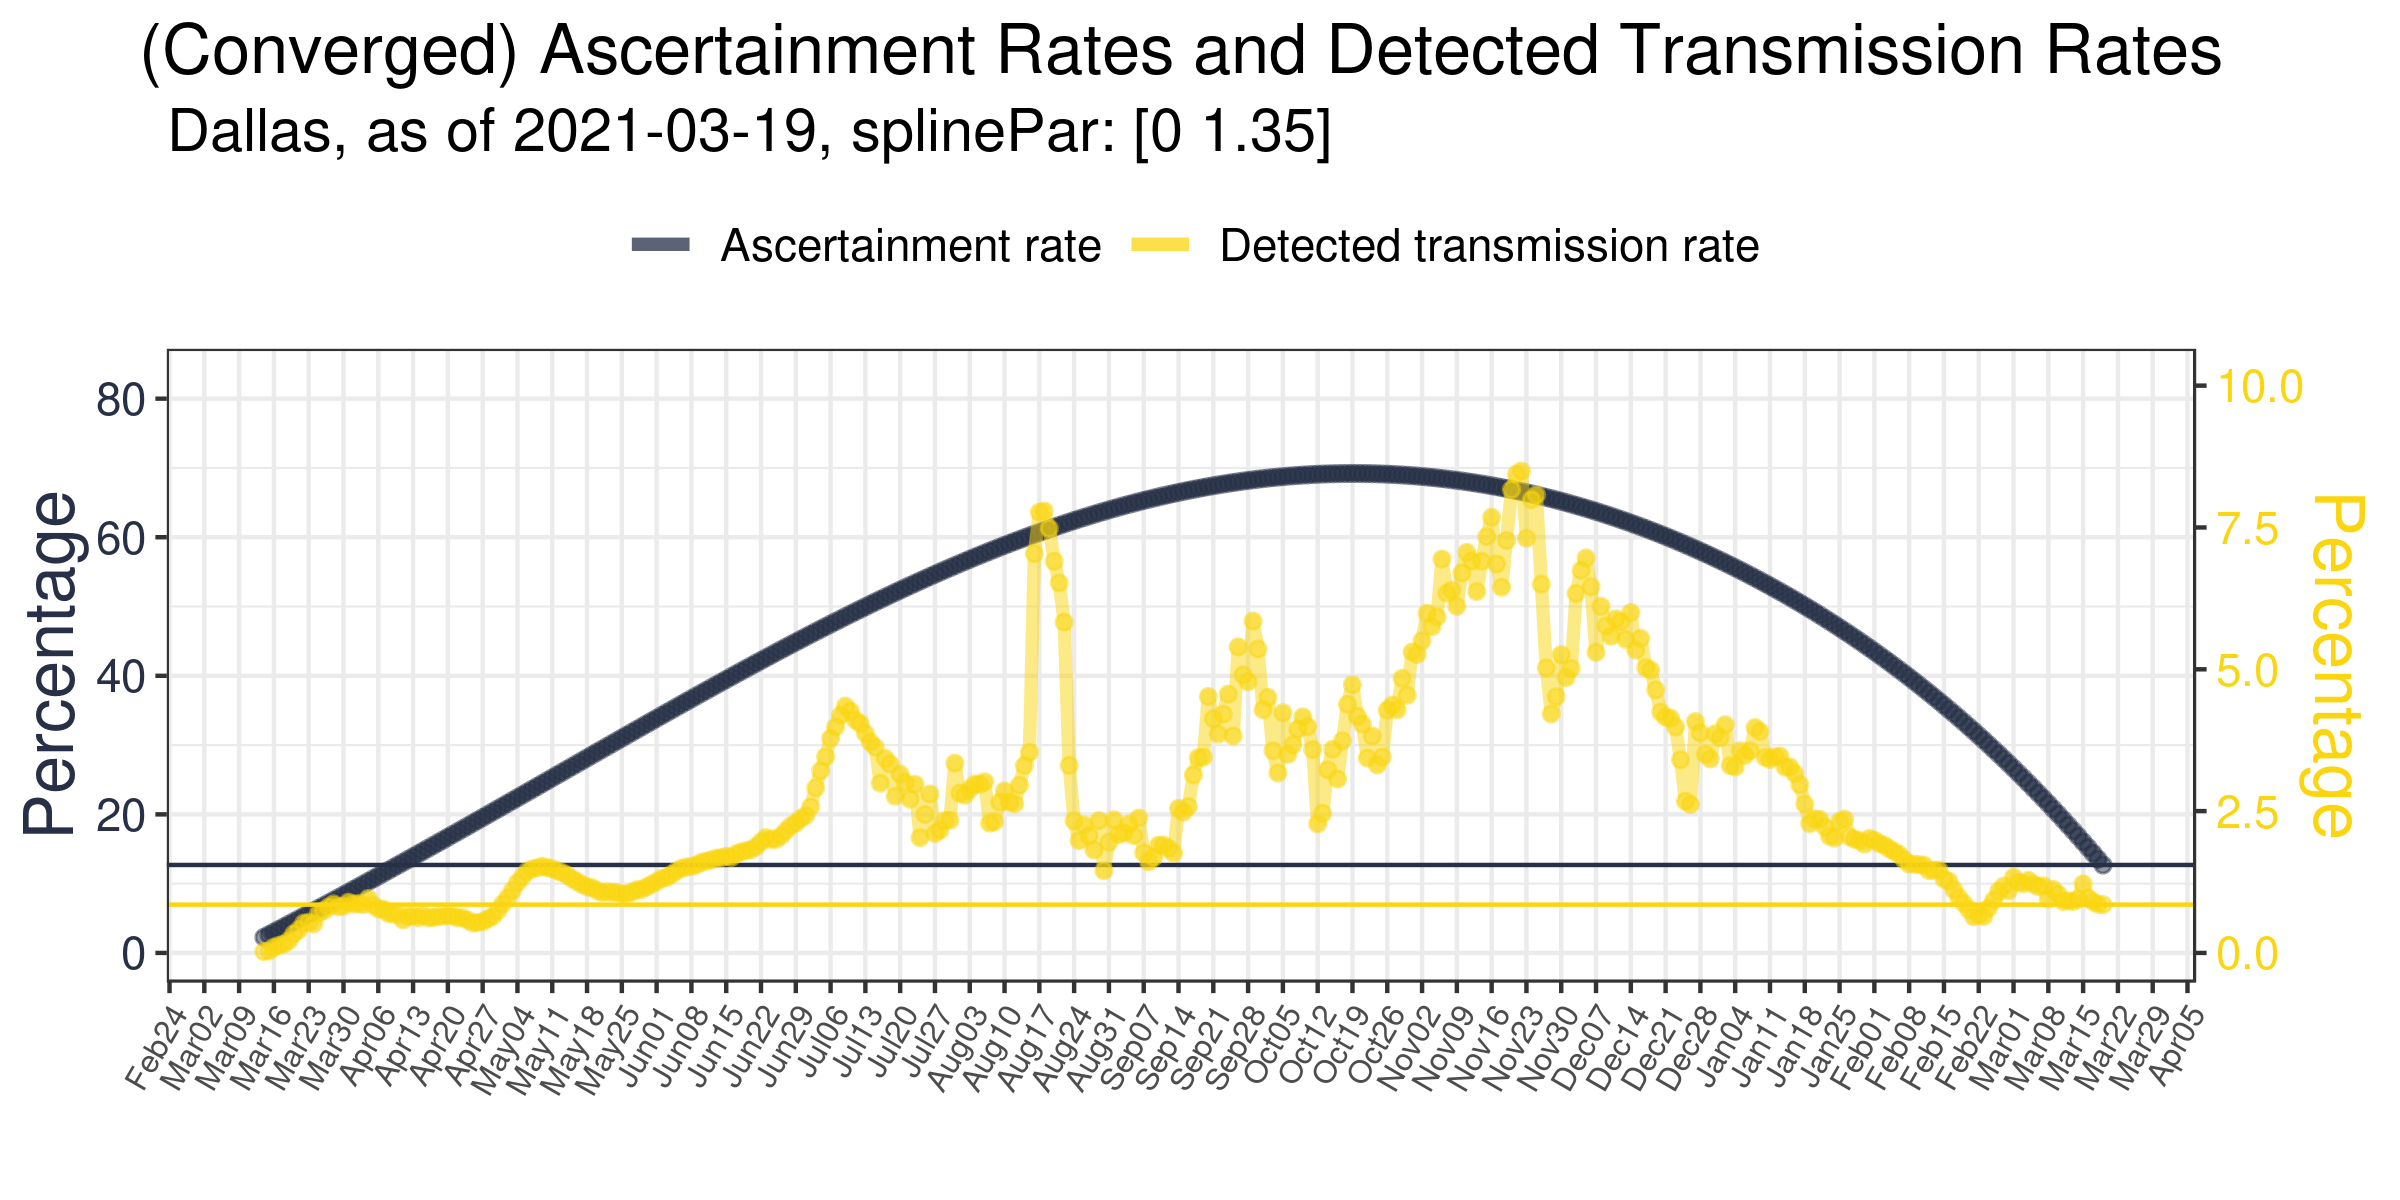 (Converged) Ascertainment Rates and Detected Transmission Rates
Dallas, as of 2021-03-19, splinePar: [0 1.35]
Ascertainment rate Detected transmission rate
Percentage
80
60
40
20
0
10.0
7.5
5.0
2.5
0.0
Percentage
Feb24 Mar02 Mar09 Mar16 Mar23 Mar30 Apr06 Apr13 Apr20 Apr27 May04 May11 May18 May25 Jun01 Jun08 Jun15 Jun22 Jun29 Jul06 Jul13 Jul20 Jul27 Aug03 Aug10 Aug17 Aug24 Aug31 Sep07 Sep14 Sep21 Sep28 Oct05 Oct12 Oct19 Oct26 Nov02 Nov09 Nov16 Nov23 Nov30 Dec07 Dec14 Dec21 Dec28 Dec04 Jan11 Jan18 Jan25 Feb01 Feb08 Feb15 Feb22 Mar01 Mar08 Mar15 Mar22 Mar29 Apr05